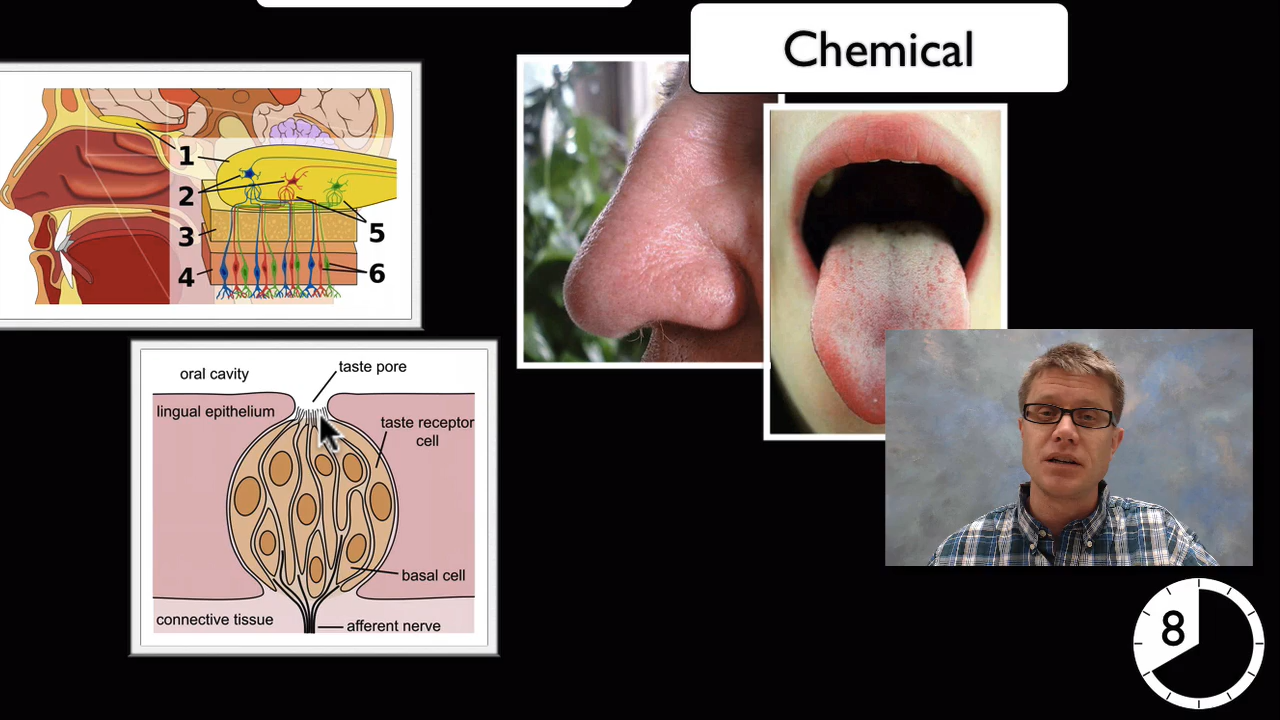 Chemical
1
2
3
4
5
6
oral cavity
taste pore
lingual epithelium
taste receptor
cell
basal cell
connective tissue
afferent nerve
8